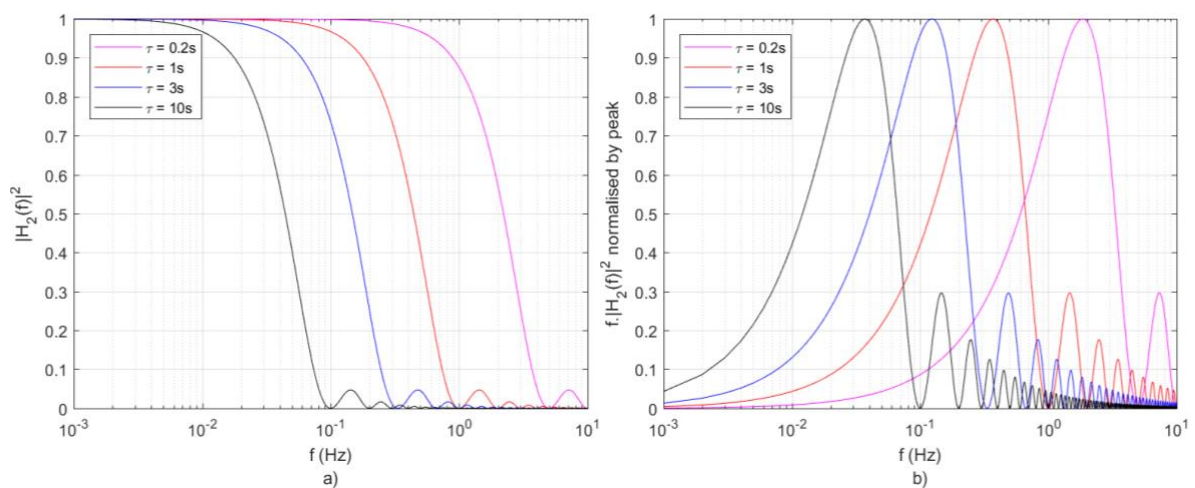 |H₂(f)|²
1
0.9
0.8
0.7
0.6
0.5
0.4
0.3
0.2
0.1
0
τ = 0.2s
τ = 1s
τ = 3s
τ = 10s
10⁻³ 10⁻² 10⁻¹ 10⁰ 10¹
f (Hz)
a)
f.|H₂(f)|² normalised by peak
1
0.9
0.8
0.7
0.6
0.5
0.4
0.3
0.2
0.1
0
τ = 0.2s
τ = 1s
τ = 3s
τ = 10s
10⁻³ 10⁻² 10⁻¹ 10⁰ 10¹
f (Hz)
b)